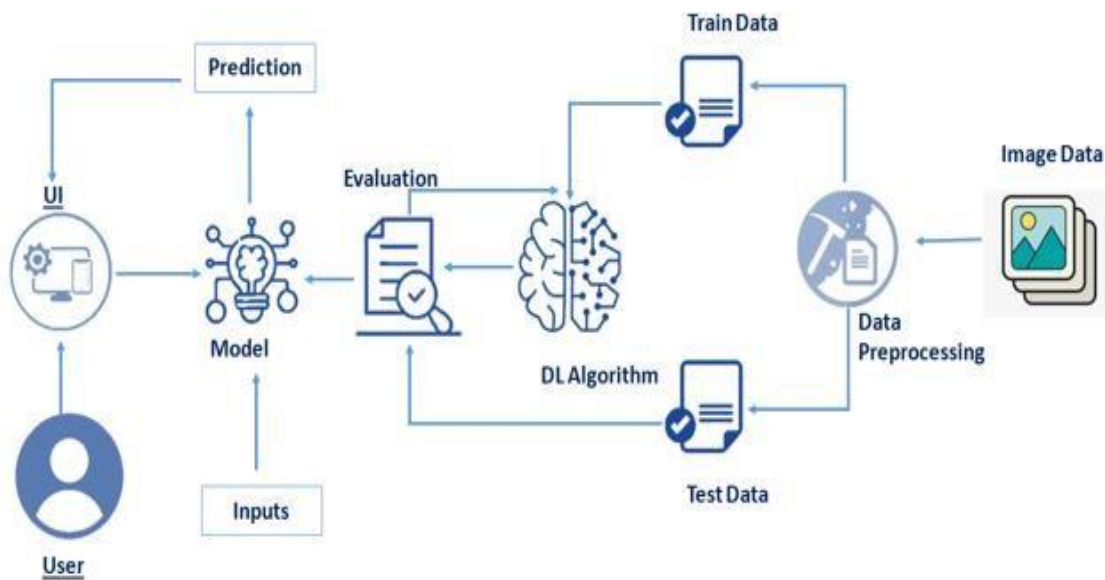 Train Data
Prediction
Image Data
Evaluation
UI
Data
Preprocessing
Model
DL Algorithm
Test Data
Inputs
User